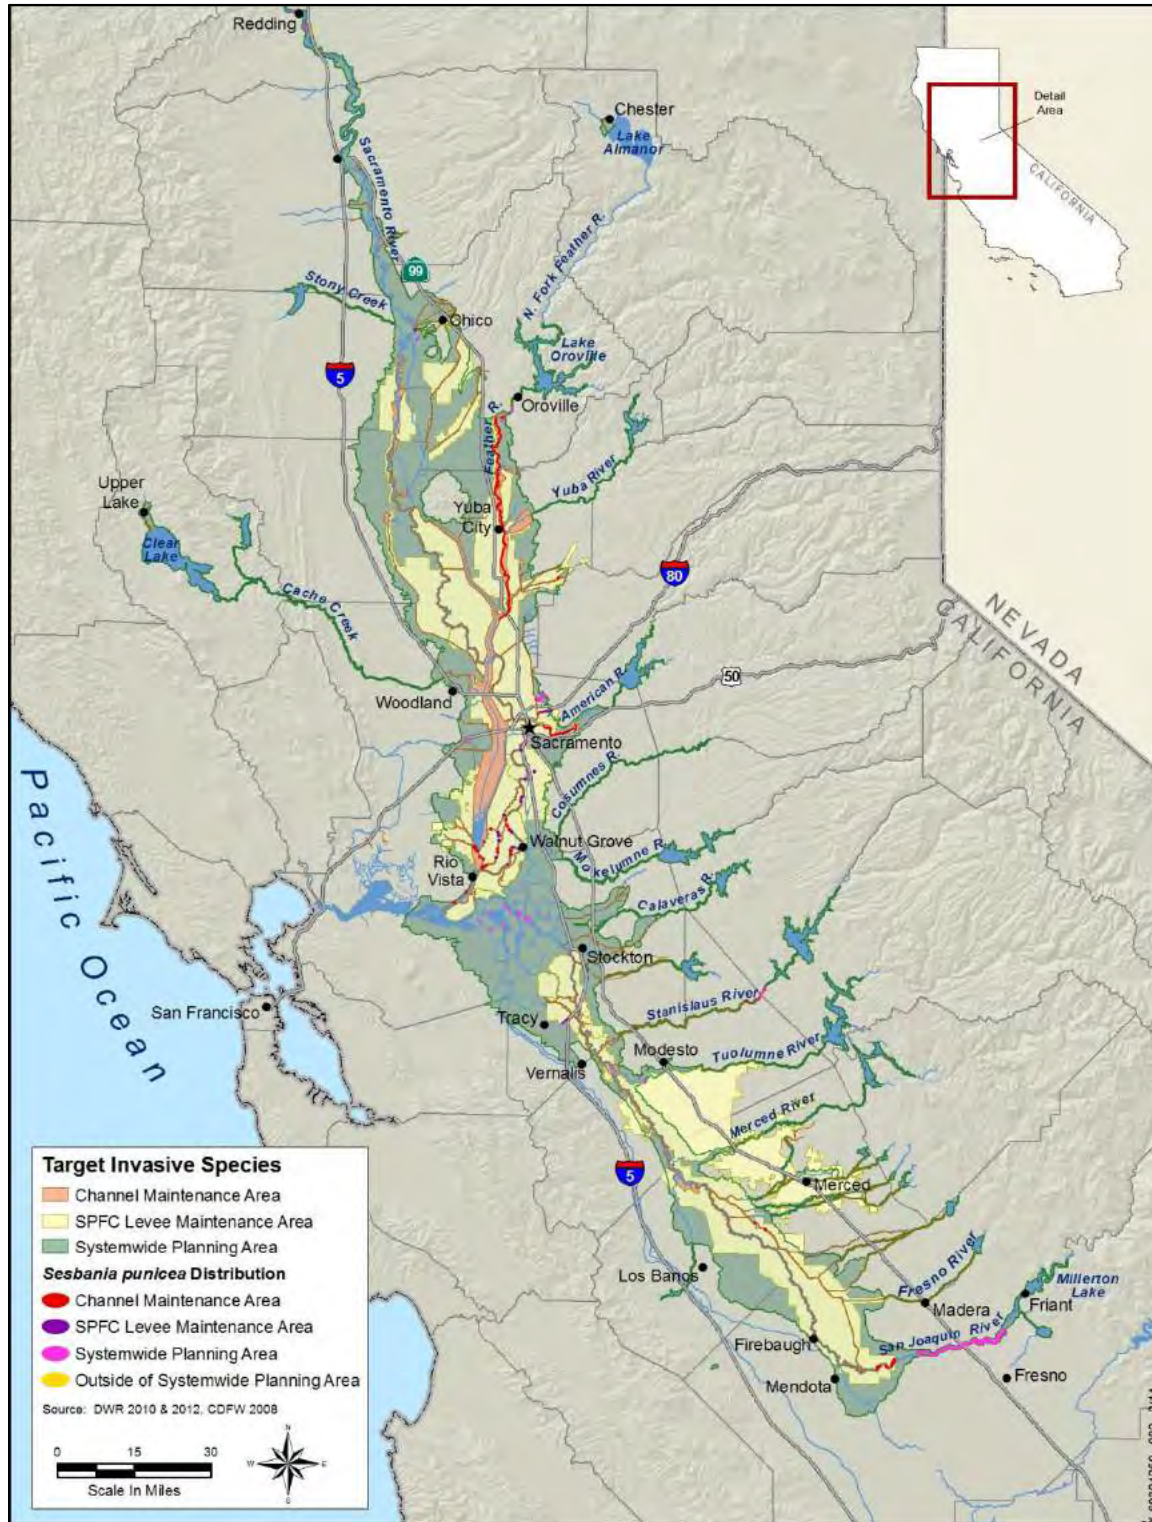 Redding
Chester
Lake
Almanor
Detail
Area
CALIFORNIA
Sacramento River
N. Fork Feather R.
99
Stony Creek
Chico
Lake
Oroville
5
Oroville
Feather R.
Yuba River
Upper
Lake
Clear
Lake
Yuba
City
80
Cache Creek
NEVADA
CALIFORNIA
Woodland
American R.
50
Sacramento
Cosumnes R.
Pacific Ocean
Walnut Grove
Mokelumne R.
Rio
Vista
Calaveras R.
Stockton
San Francisco
Tracy
Stanislaus River
Modesto
Tuolumne River
Vernalis
Merced River
5
Merced
Los Banos
Fresno River
Millerton
Lake
Madera
Friant
Firebaugh
San Joaquin River
Mendota
Fresno
Target Invasive Species
Channel Maintenance Area
SPFC Levee Maintenance Area
Systemwide Planning Area
Sesbania punicea Distribution
Channel Maintenance Area
SPFC Levee Maintenance Area
Systemwide Planning Area
Outside of Systemwide Planning Area
Source: DWR 2010 & 2012, CDFW 2008
0 15 30
Scale In Miles
N
W E
S